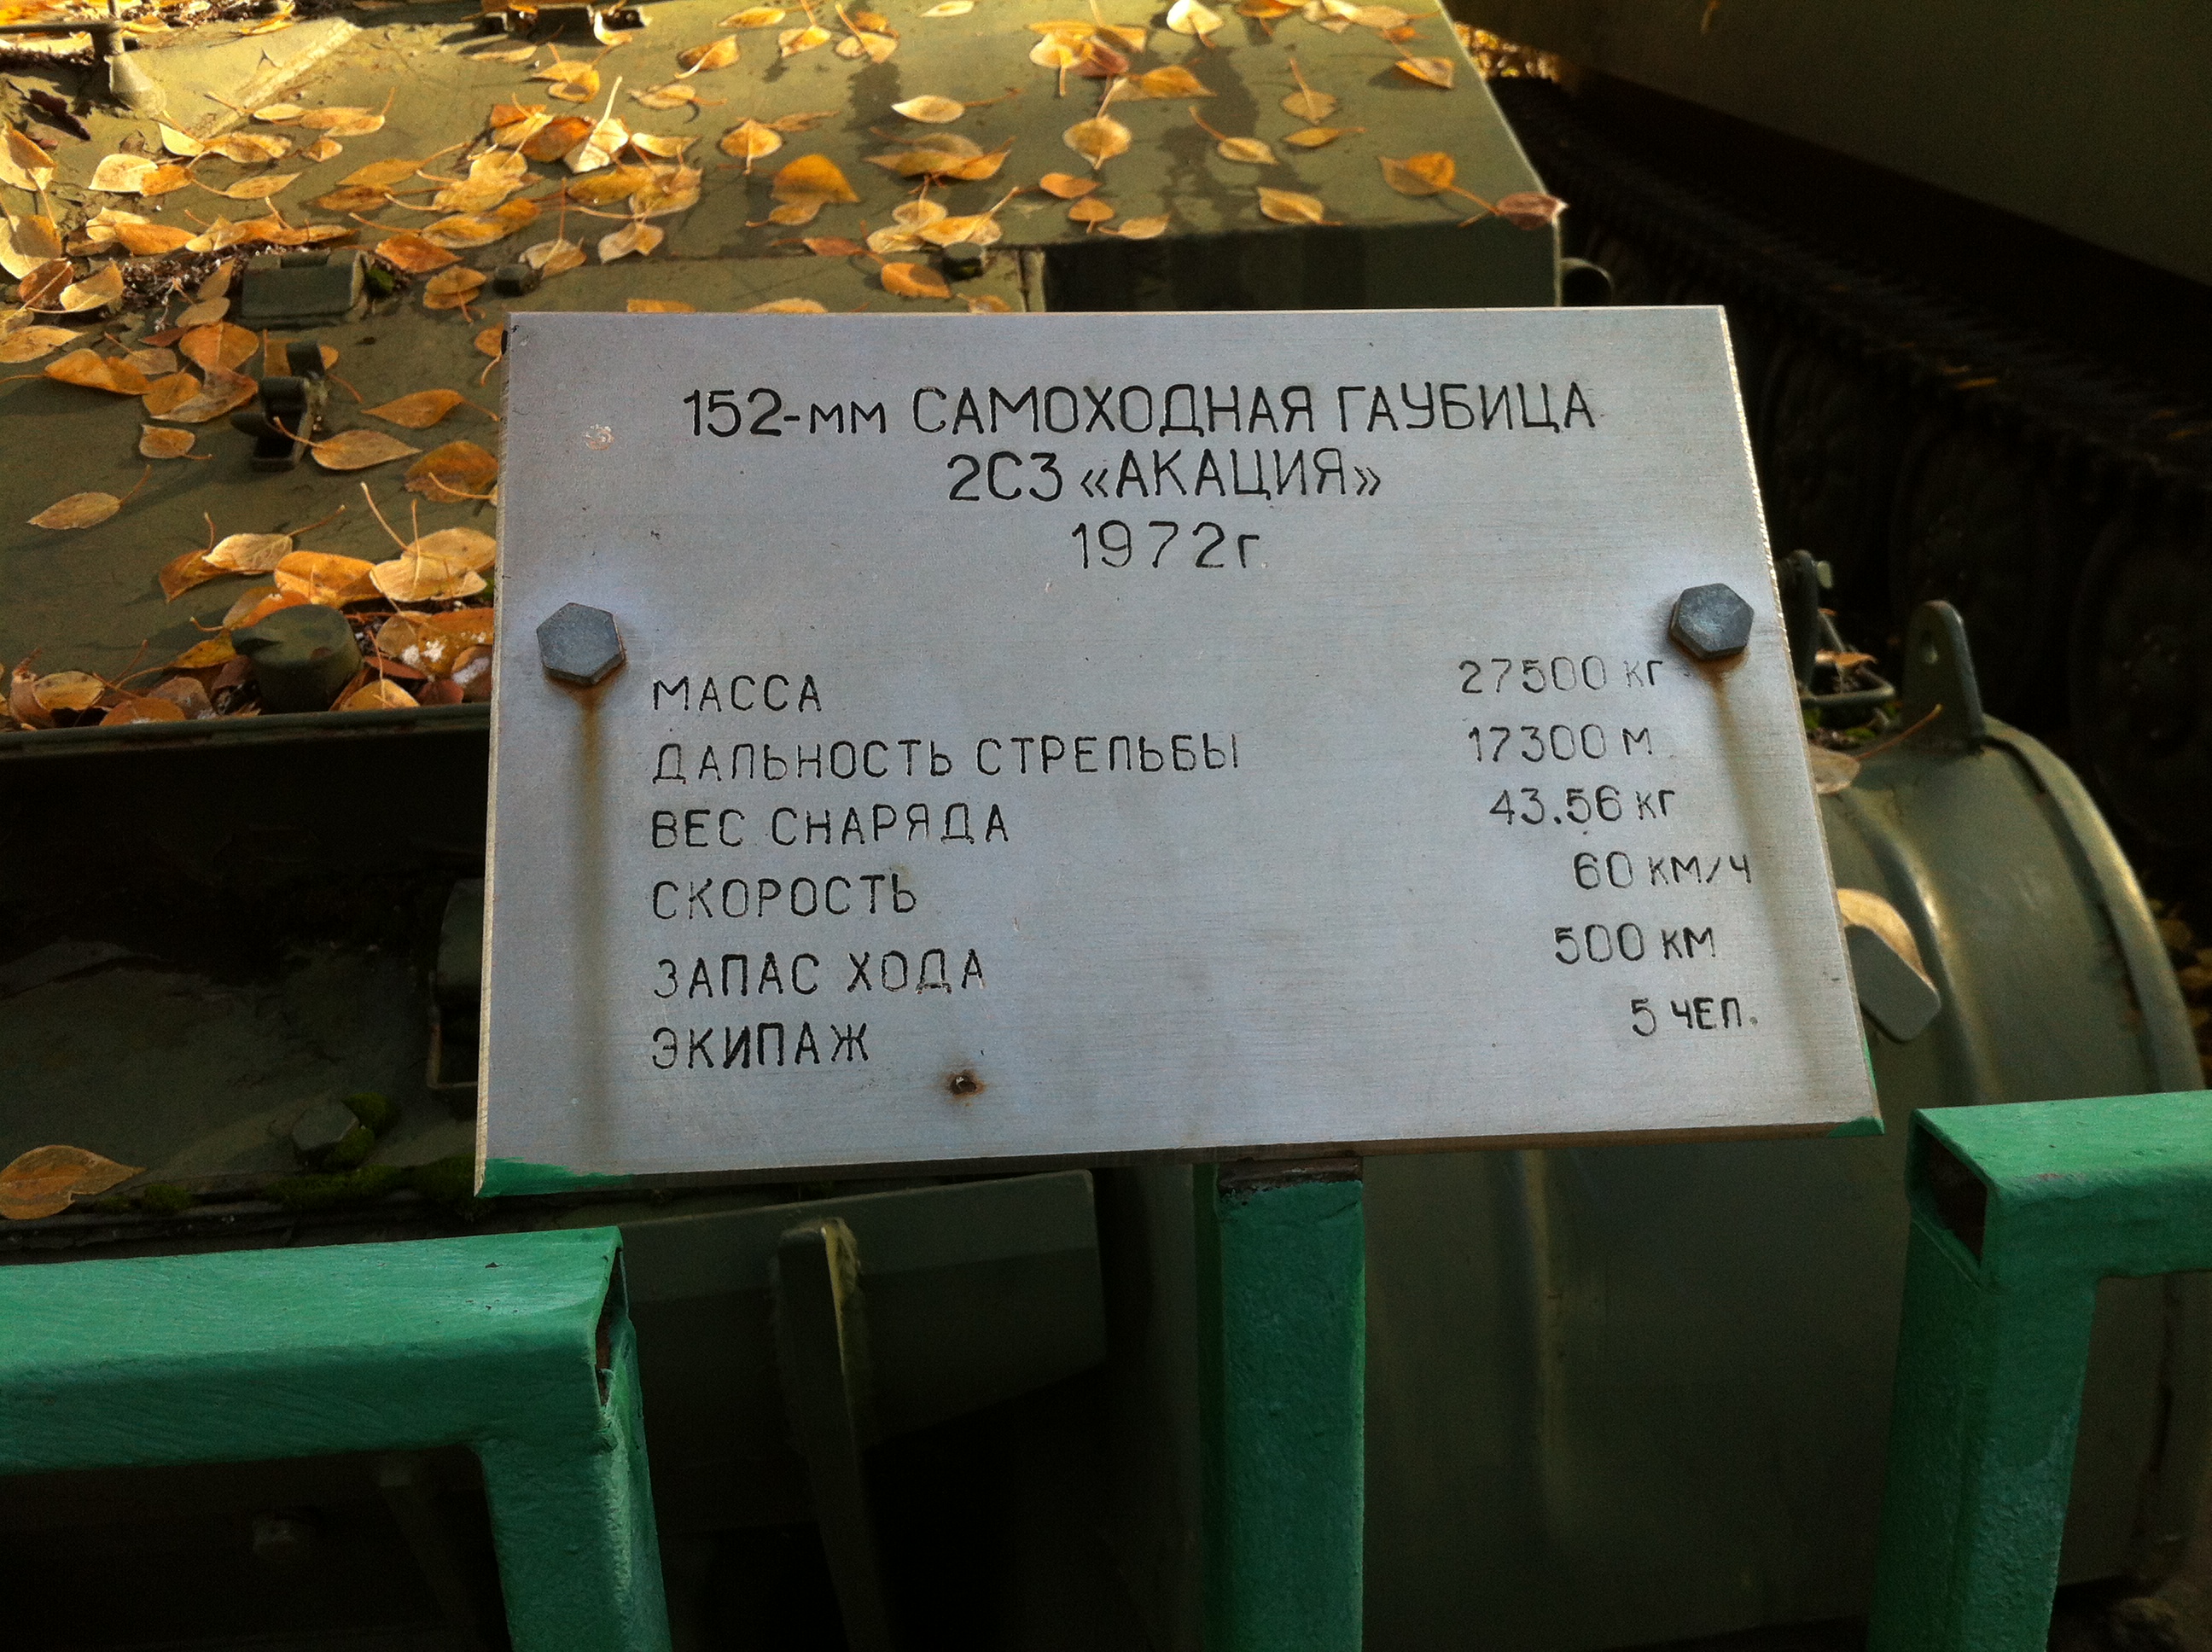 152-мм САМОХОДНАЯ ГАУБИЦА
2С3 «АКАЦИЯ»
1972г.
МАССА 27500 кг
ДАЛЬНОСТЬ СТРЕЛЬБЫ 17300 м
ВЕС СНАРЯДА 43.56 кг
СКОРОСТЬ 60 км/ч
ЗАПАС ХОДА 500 км
ЭКИПАЖ 5 ЧЕЛ.